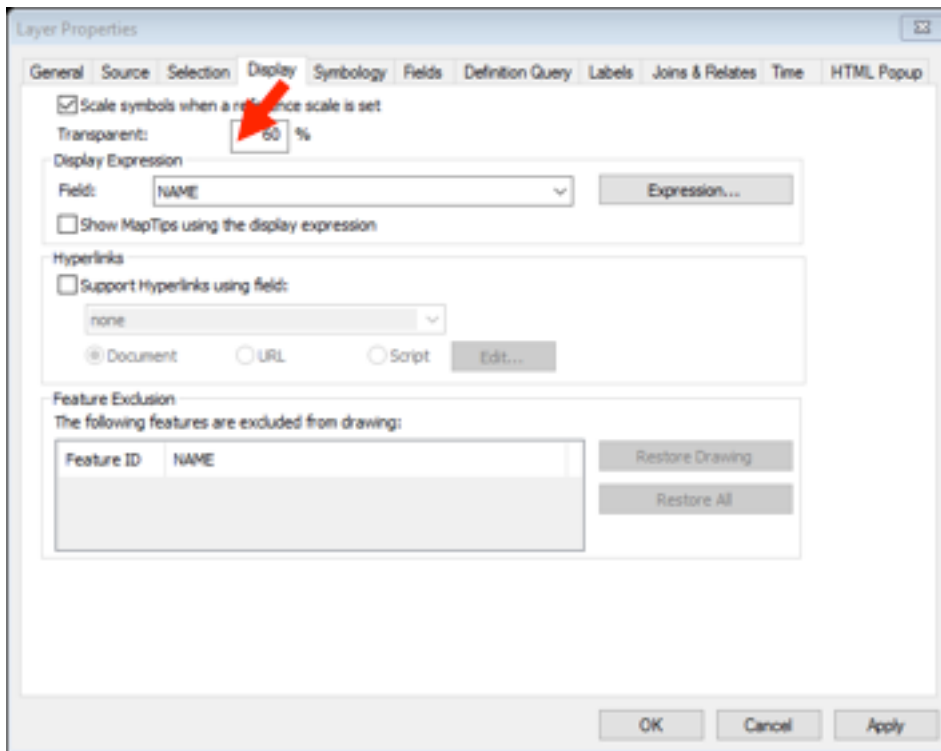 Layer Properties
General Source Selection Display Symbology Fields Definition Query Labels Joins & Relates Time HTML Popup
Scale symbols when a reference scale is set
Transparent: 60 %
Display Expression
Field: NAME Expression...
Show MapTips using the display expression
Hyperlinks
Support Hyperlinks using field:
none
Document URL Script Edit...
Feature Exclusion
The following features are excluded from drawing:
Feature ID NAME Restore Drawing
Restore All
OK Cancel Apply